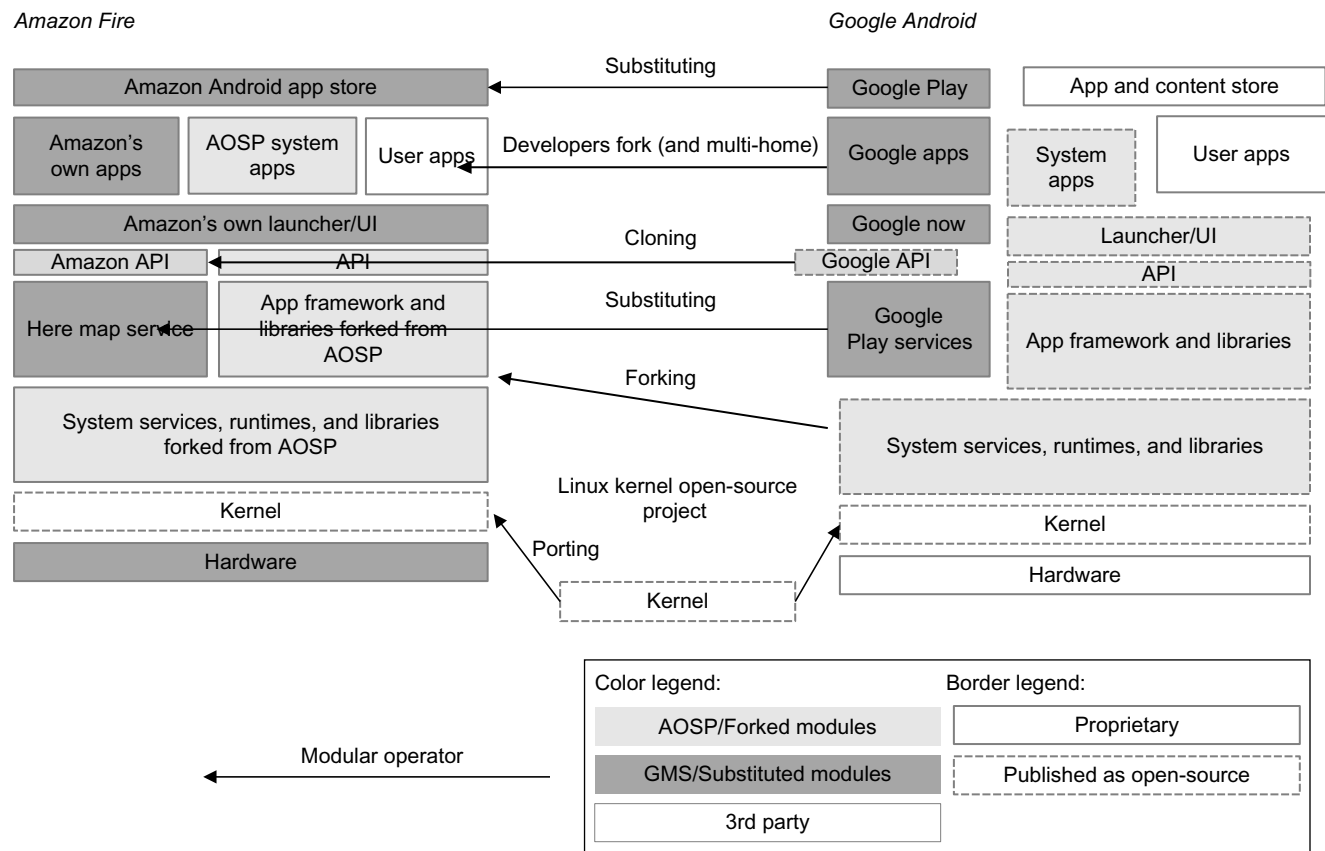 Amazon Fire
Google Android
Amazon Android app store
Substituting
Google Play
App and content store
Amazon's
own apps
AOSP system
apps
User apps
Developers fork (and multi-home)
Google apps
System
apps
User apps
Amazon's own launcher/UI
Google now
Launcher/UI
Amazon API
API
Cloning
Google API
API
Here map service
App framework and
libraries forked from
AOSP
Substituting
Google
Play services
App framework and libraries
Forking
System services, runtimes, and libraries
forked from AOSP
System services, runtimes, and libraries
Kernel
Linux kernel open-source
project
Kernel
Porting
Hardware
Kernel
Hardware
Color legend:
Border legend:
AOSP/Forked modules
Proprietary
Modular operator
GMS/Substituted modules
Published as open-source
3rd party